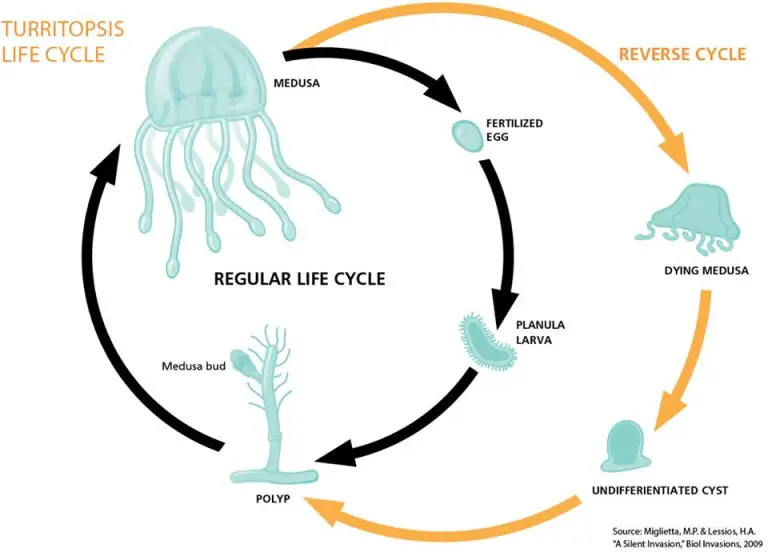 TURRITOPSIS
LIFE CYCLE
REVERSE CYCLE
MEDUSA
FERTILIZED
EGG
DYING MEDUSA
REGULAR LIFE CYCLE
PLANULA
LARVA
Medusa bud
POLYP
UNDIFFERIENTIATED CYST
Source: Miglietta, M.P. & Lessios, H.A.
"A Silent Invasion," Biol Invasions, 2009